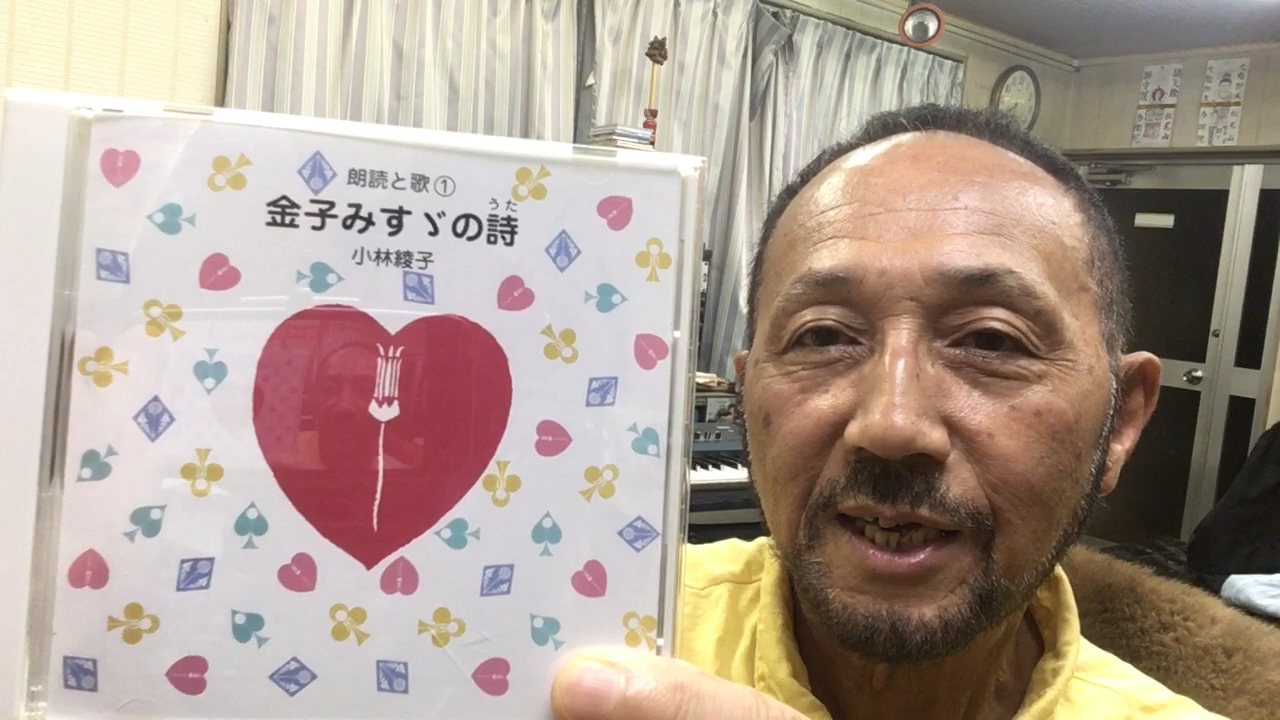 朗読と歌①
うた
金子みすゞの詩
小林綾子